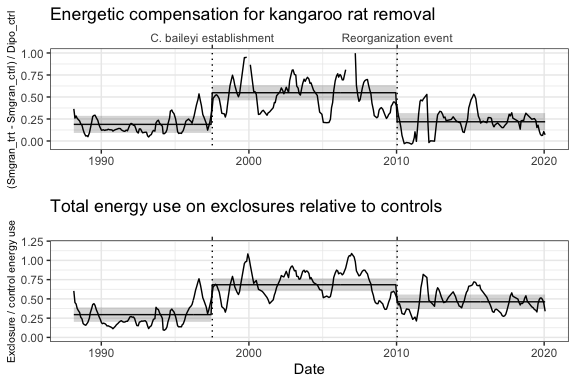 Energetic compensation for kangaroo rat removal
C. baileyi establishment Reorganization event
(Smgran_trt - Smgran_ctrl) / Dipo_ctrl
1.00
0.75
0.50
0.25
0.00
1990 2000 2010 2020
Total energy use on exclosures relative to controls
Exclosure / control energy use
1.25
1.00
0.75
0.50
0.25
0.00
1990 2000 2010 2020
Date